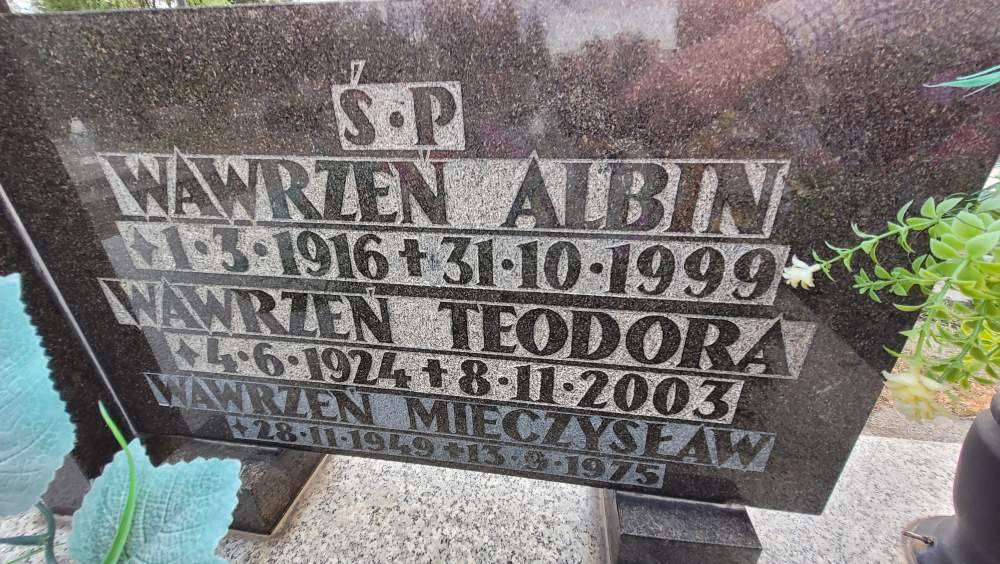 Ś·P
WAWRZEŃ ALBIN
✦1·3·1916✝31·10·1999
WAWRZEŃ TEODORA
✦4·6·1924✝8·11·2003
WAWRZEŃ MIECZYSŁAW
✦28·11·1949✝13·9·1975